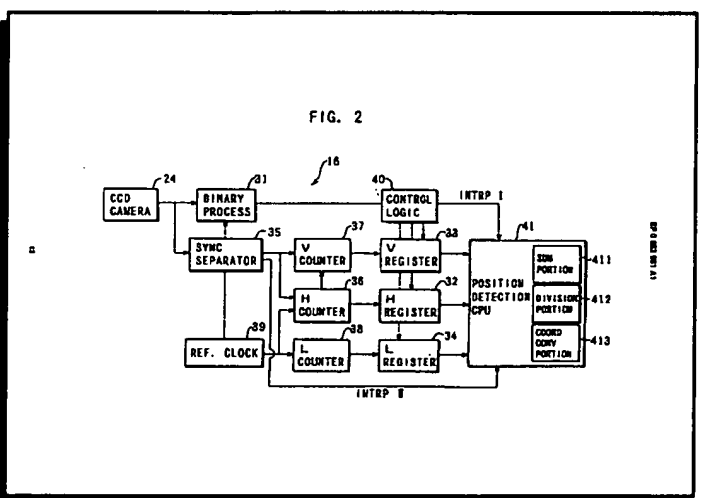 FIG. 2
16
24
CCD
CAMERA
31
BINARY
PROCESS
40
CONTROL
LOGIC
INTRP I
35
SYNC
SEPARATOR
37
V
COUNTER
33
V
REGISTER
36
H
COUNTER
32
H
REGISTER
39
REF. CLOCK
38
L
COUNTER
34
L
REGISTER
41
POSITION
DETECTION
CPU
SUM
PORTION
411
DIVISION
PORTION
412
COORD
CONV
PORTION
413
INTRP II